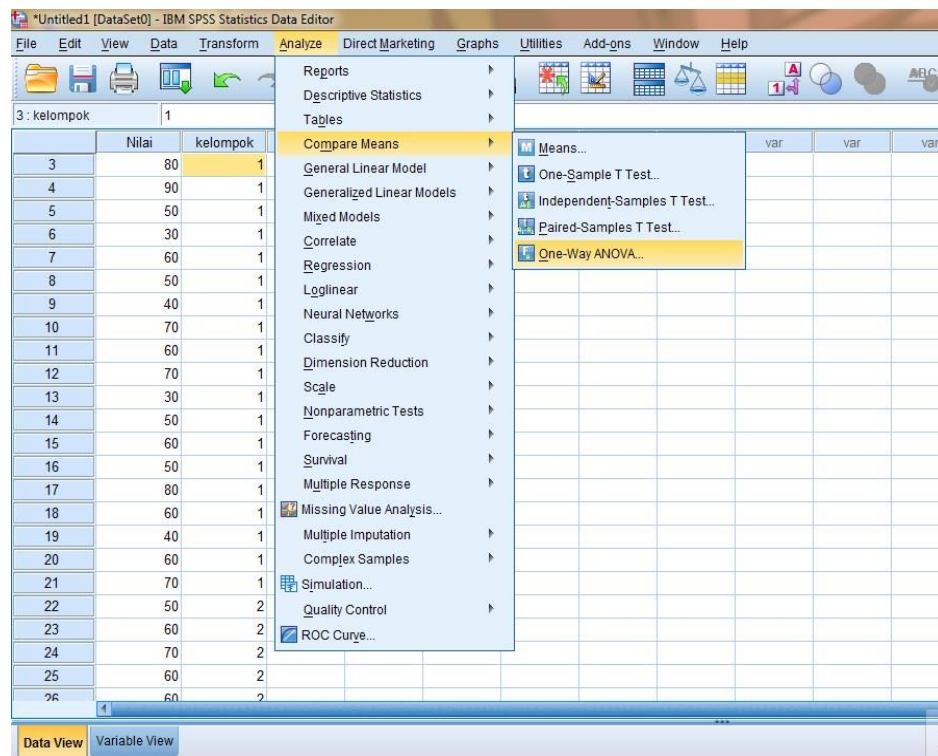 *Untitled1 [DataSet0] - IBM SPSS Statistics Data Editor
File Edit View Data Transform Analyze Direct Marketing Graphs Utilities Add-ons Window Help
A
1
ABC
3 : kelompok 1
Nilai kelompok var var var
3 80 1
4 90 1
5 50 1
6 30 1
7 60 1
8 50 1
9 40 1
10 70 1
11 60 1
12 70 1
13 30 1
14 50 1
15 60 1
16 50 1
17 80 1
18 60 1
19 40 1
20 60 1
21 70 1
22 50 2
23 60 2
24 70 2
25 60 2
26 60 2
Reports
Descriptive Statistics
Tables
Compare Means
General Linear Model
Generalized Linear Models
Mixed Models
Correlate
Regression
Loglinear
Neural Networks
Classify
Dimension Reduction
Scale
Nonparametric Tests
Forecasting
Survival
Multiple Response
Missing Value Analysis...
Multiple Imputation
Complex Samples
Simulation...
Quality Control
ROC Curve...
M Means...
One-Sample T Test...
Independent-Samples T Test...
Paired-Samples T Test...
One-Way ANOVA...
Data View Variable View